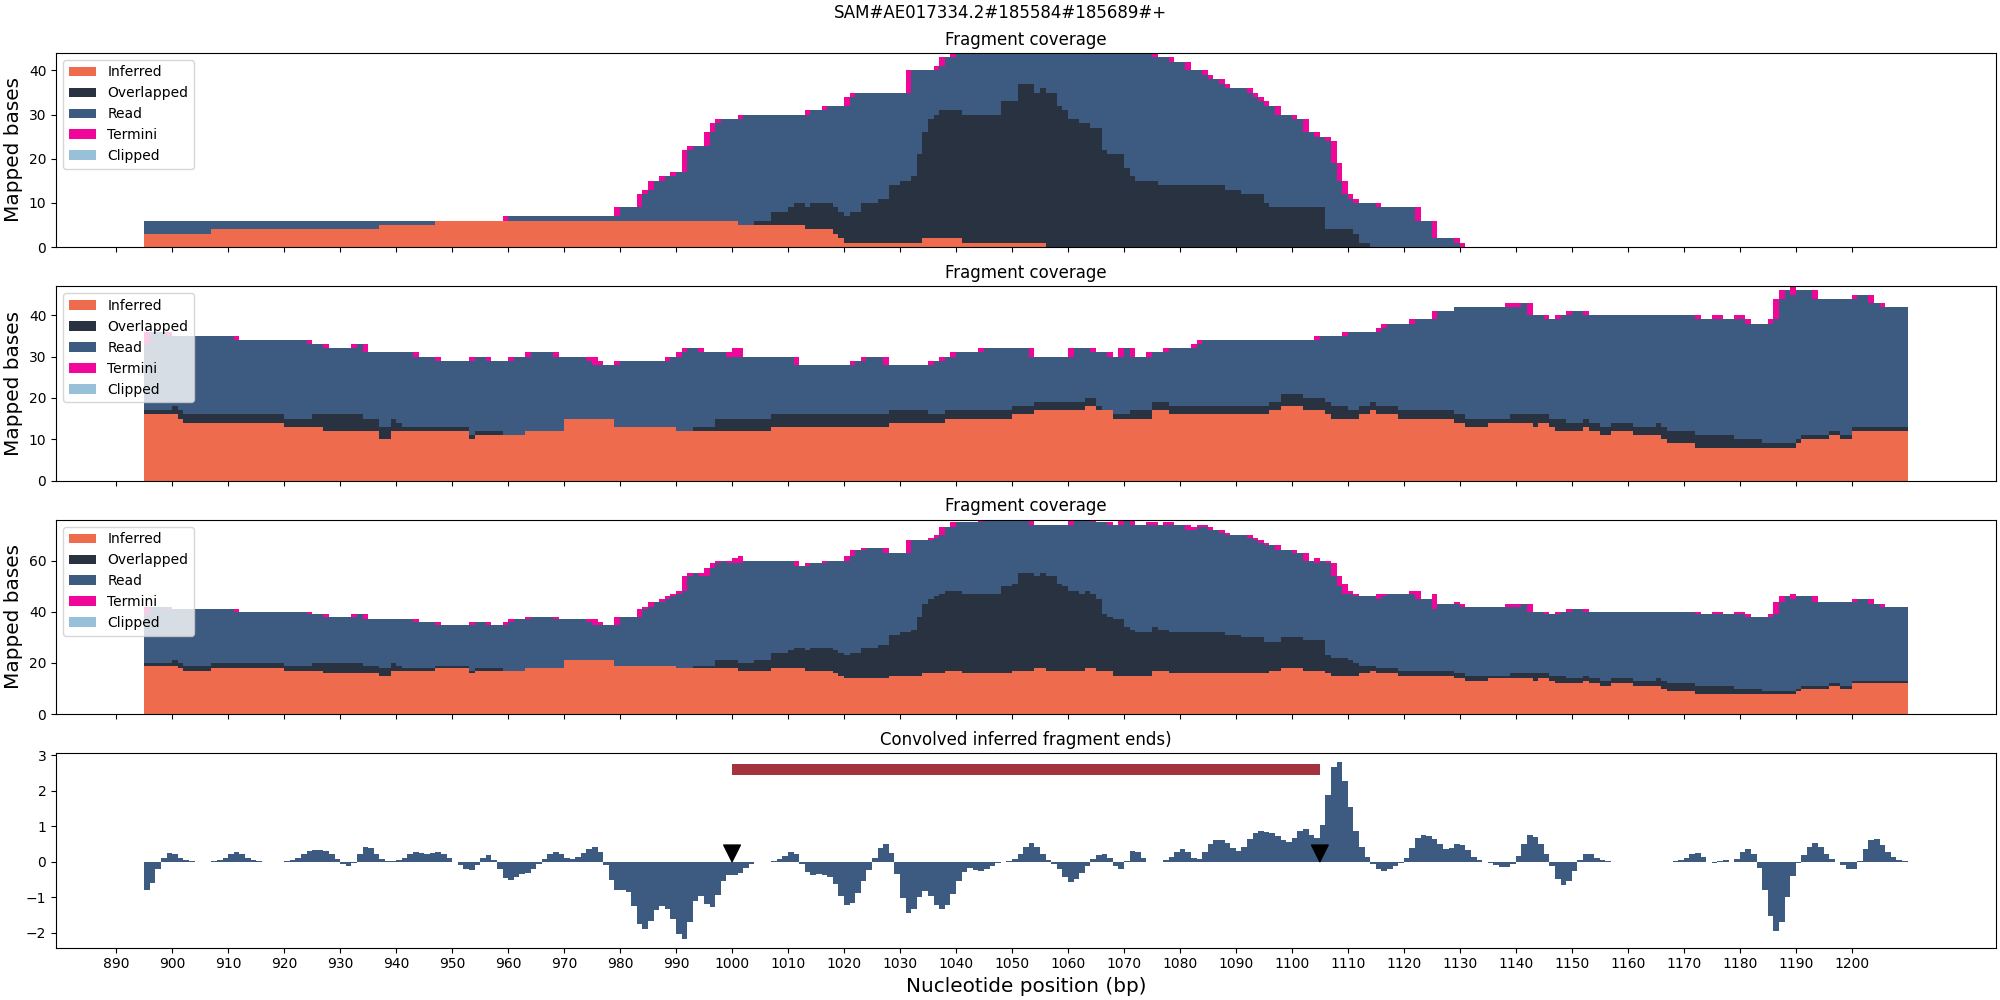 SAM#AE017334.2#185584#185689#+
Fragment coverage
Mapped bases
40
30
20
10
0
Inferred
Overlapped
Read
Termini
Clipped
Fragment coverage
Mapped bases
40
30
20
10
0
Inferred
Overlapped
Read
Termini
Clipped
Fragment coverage
Mapped bases
60
40
20
0
Inferred
Overlapped
Read
Termini
Clipped
Convolved inferred fragment ends)
3
2
1
0
−1
−2
890 900 910 920 930 940 950 960 970 980 990 1000 1010 1020 1030 1040 1050 1060 1070 1080 1090 1100 1110 1120 1130 1140 1150 1160 1170 1180 1190 1200
Nucleotide position (bp)